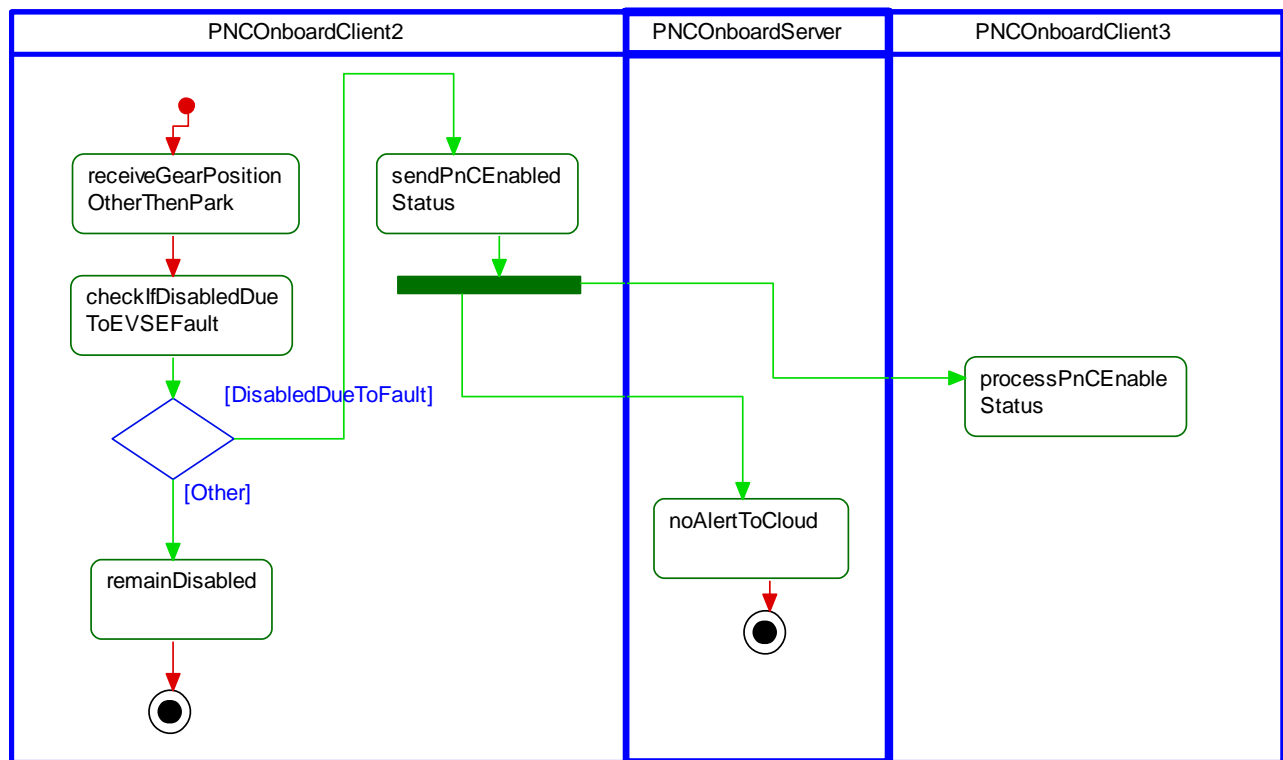 PNCOnboardClient2
PNCOnboardServer
PNCOnboardClient3
receiveGearPosition
OtherThenPark
sendPnCEnabled
Status
checkIfDisabledDue
ToEVSEFault
[DisabledDueToFault]
processPnCEnable
Status
[Other]
noAlertToCloud
remainDisabled